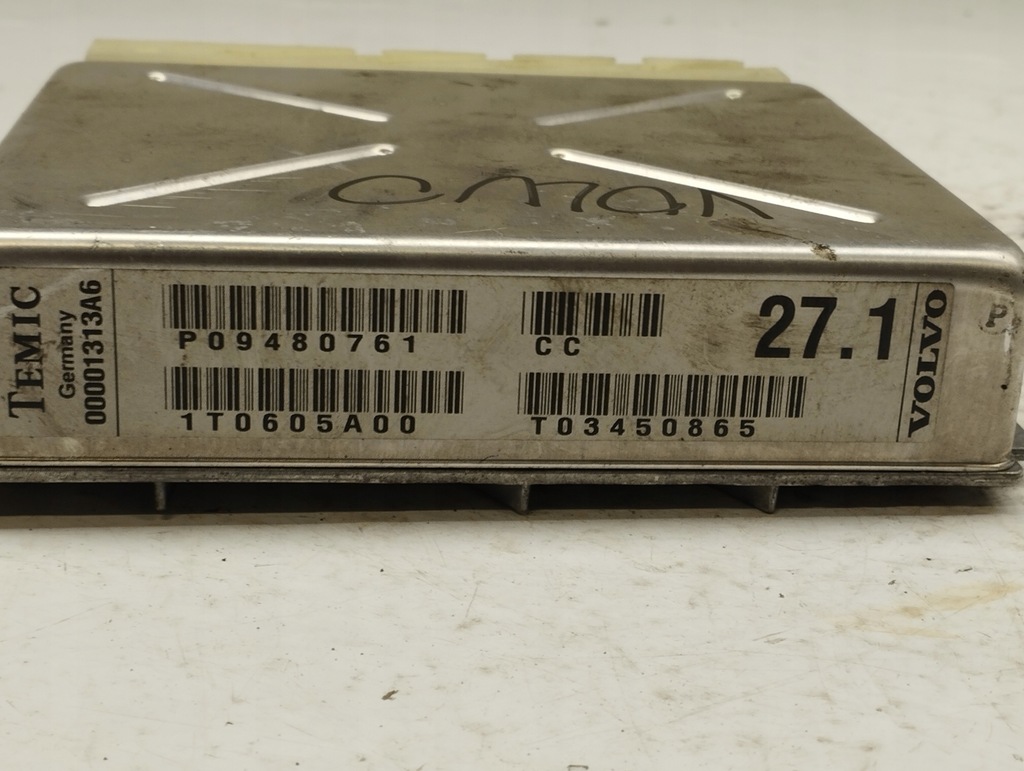 TEMIC
Germany
00001313A6
P09480761
CC
27.1
1T0605A00
T03450865
VOLVO
P